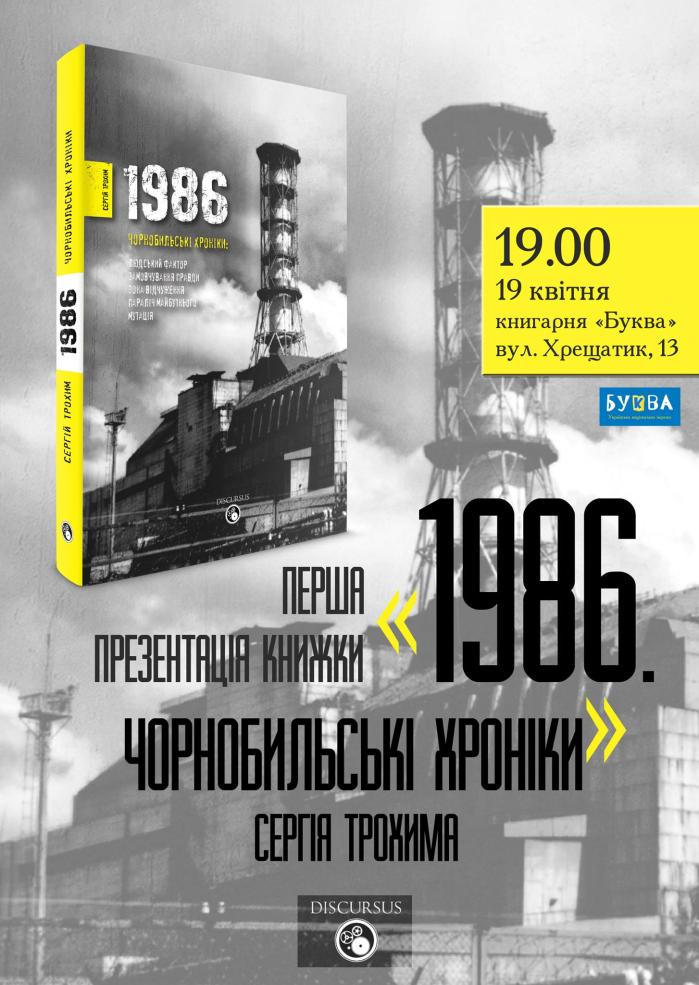 ЧОРНОБИЛЬСЬКІ ХРОНІКИ
1986
СЕРГІЙ ТРОХИМ
СЕРГІЙ ТРОХИМ
1986
ЧОРНОБИЛЬСЬКІ ХРОНІКИ:
ЛЮДСЬКИЙ ФАКТОР
ЗАМОВЧУВАННЯ ПРАВДИ
ЗОНА ВІДЧУЖЕННЯ
ПАРАЛІЧ МАЙБУТНЬОГО
МУТАЦІЯ
DISCURSUS
19.00
19 квітня
книгарня «Буква»
вул. Хрещатик, 13
БУКВА
ПЕРША
ПРЕЗЕНТАЦІЯ КНИЖКИ
«1986.
ЧОРНОБИЛЬСЬКІ ХРОНІКИ»
СЕРГІЯ ТРОХИМА
DISCURSUS